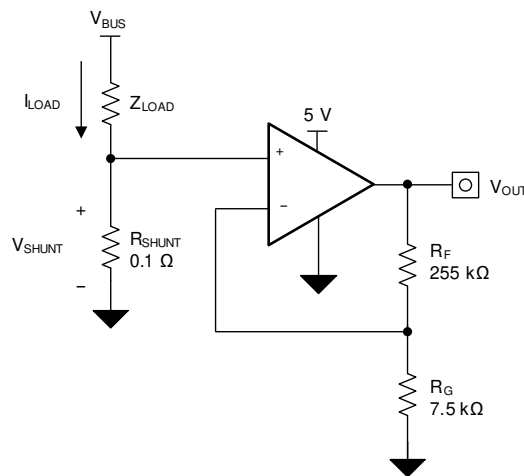 VBUS
ILOAD
ZLOAD
5 V
+
−
VOUT
+
VSHUNT
−
RSHUNT
0.1 Ω
RF
255 kΩ
RG
7.5 kΩ